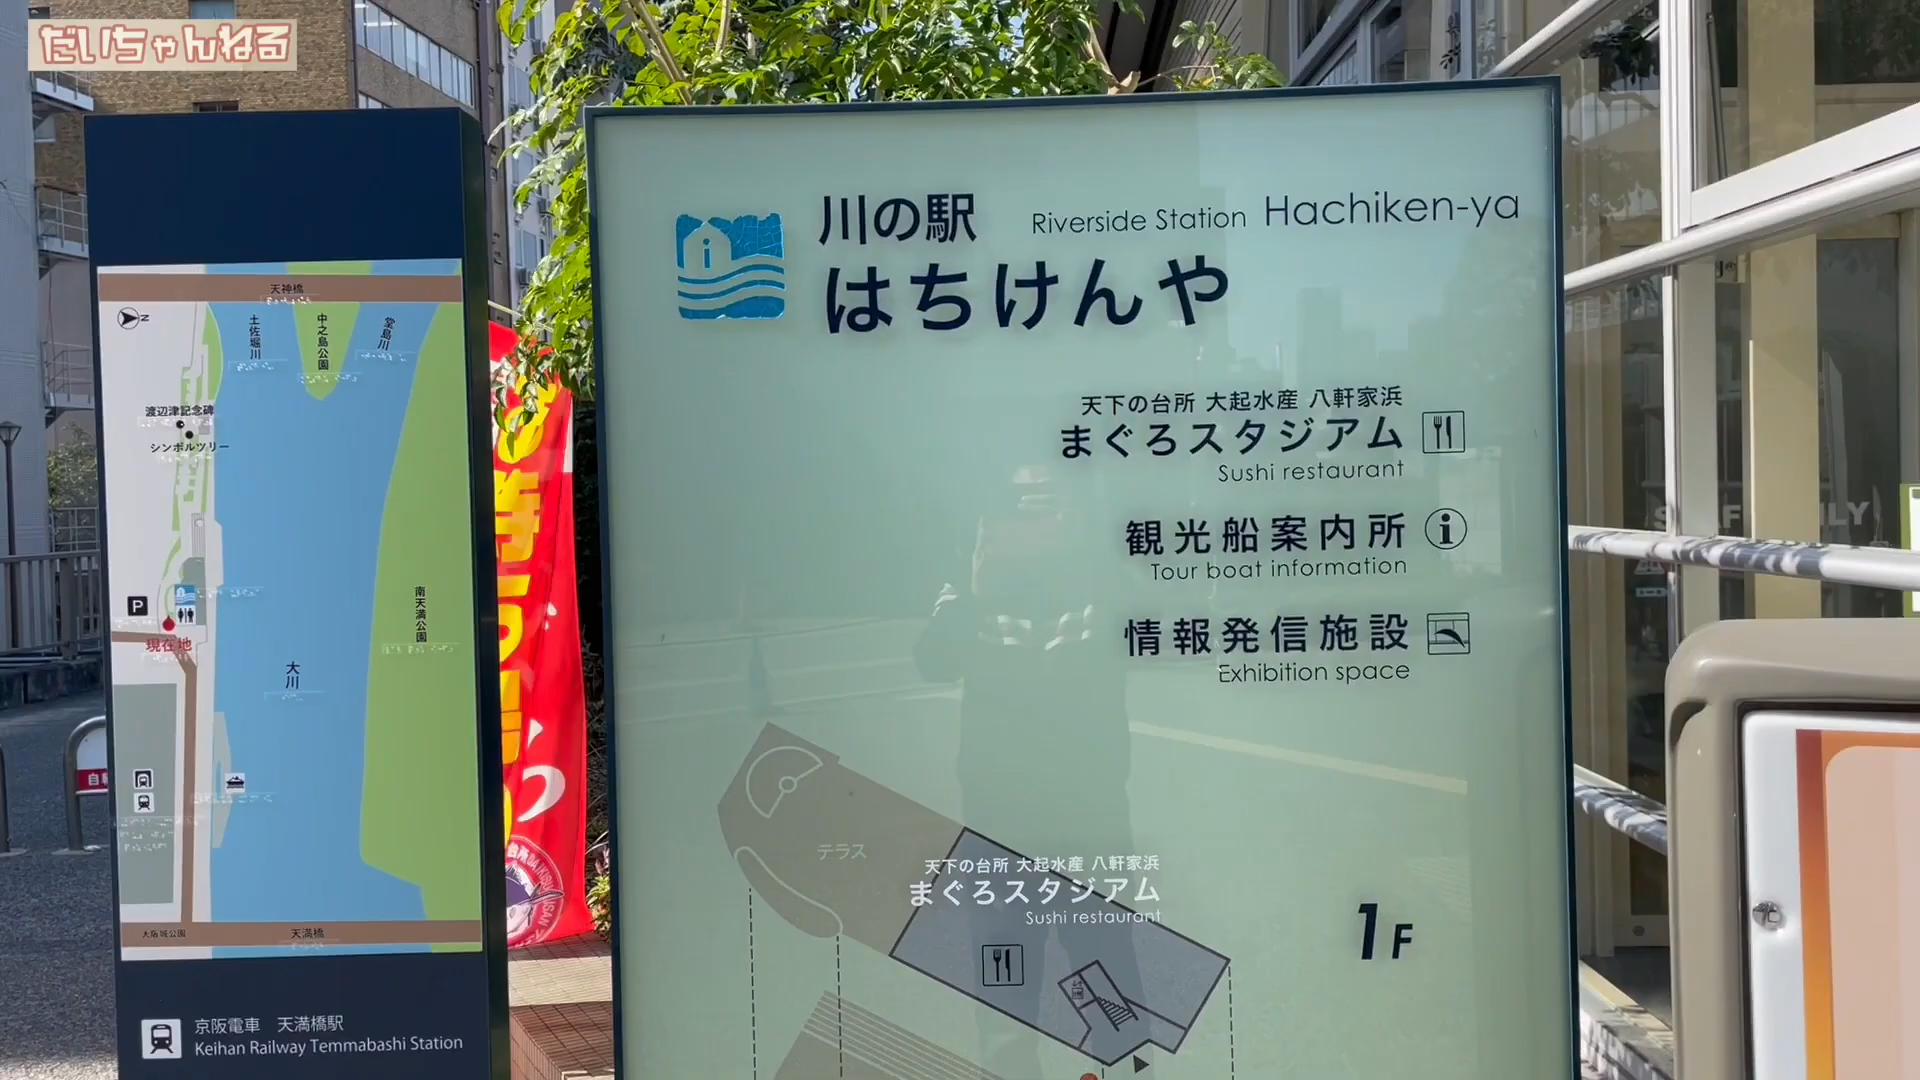 だいちゃんねる
天神橋
N
土佐堀川
中之島公園
堂島川
渡辺津記念碑
シンボルツリー
P
現在地
南天満公園
大川
大阪城公園
天満橋
京阪電車 天満橋駅
Keihan Railway Temmabashi Station
川の駅
Riverside Station Hachiken-ya
はちけんや
天下の台所 大起水産 八軒家浜
まぐろスタジアム
Sushi restaurant
観光船案内所
Tour boat information
情報発信施設
Exhibition space
テラス
天下の台所 大起水産 八軒家浜
まぐろスタジアム
Sushi restaurant
1F